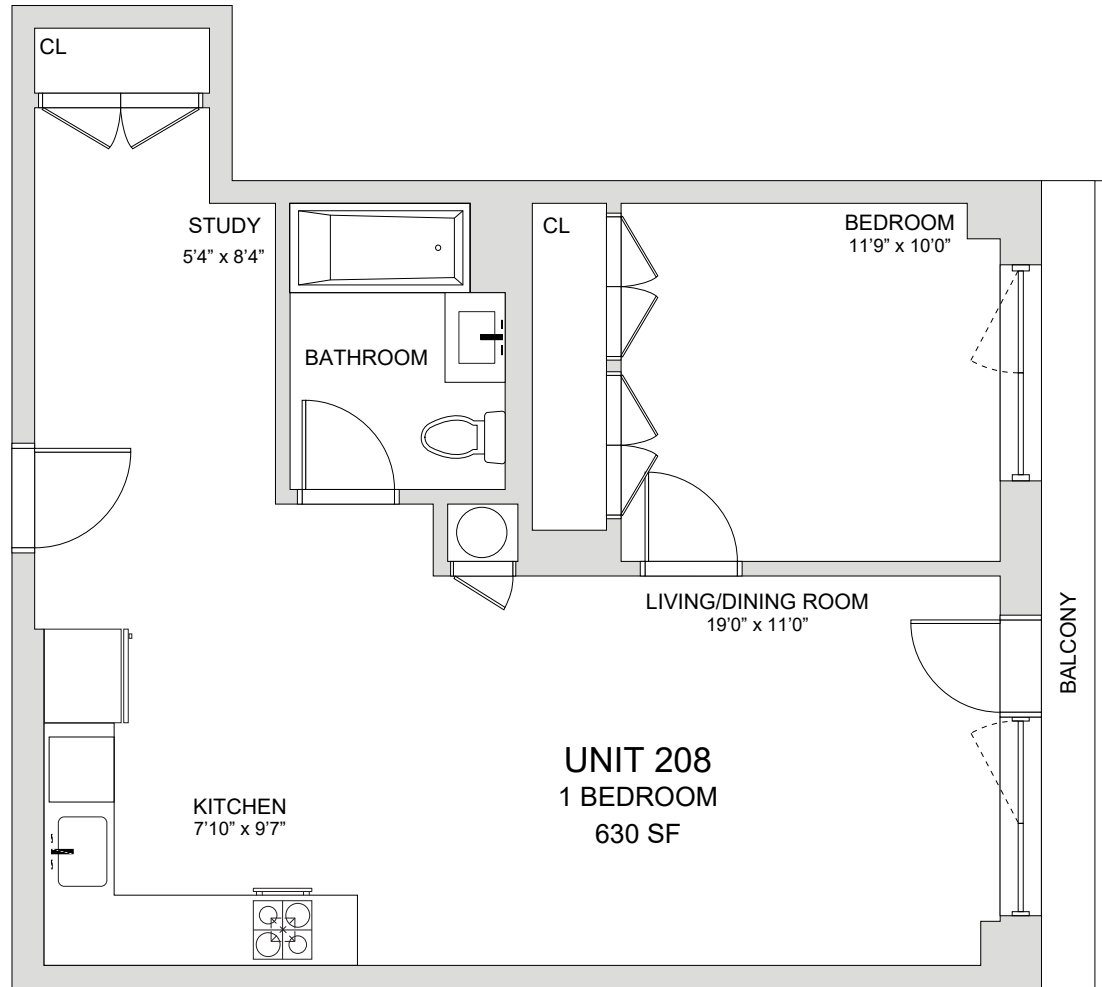 CL
STUDY
5'4” x 8'4”
CL
BEDROOM
11'9” x 10'0”
BATHROOM
LIVING/DINING ROOM
19'0” x 11'0”
BALCONY
UNIT 208
1 BEDROOM
630 SF
KITCHEN
7'10” x 9'7”